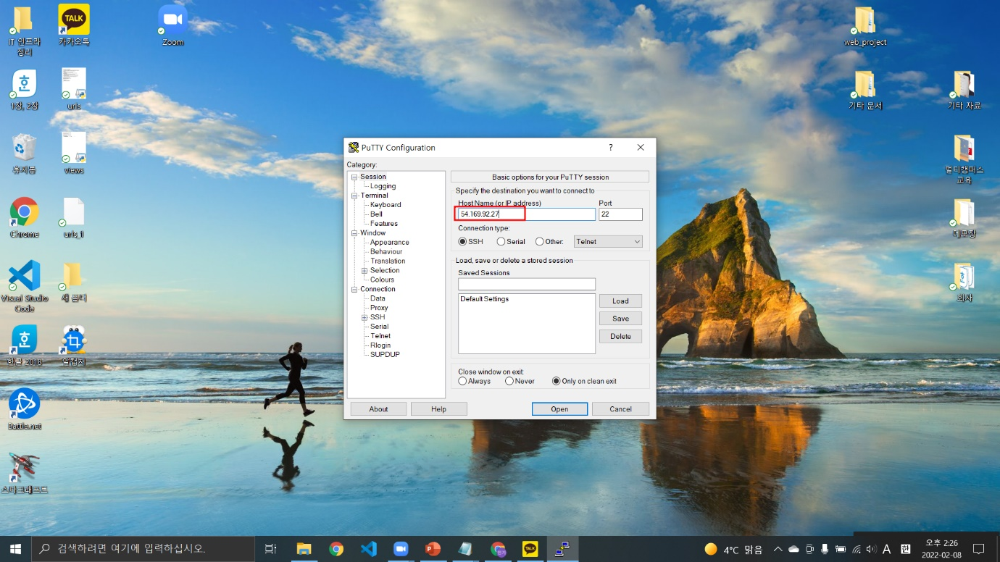 IT 인프라
정리
TALK
카카오톡
Zoom
web_project
1장, 2장
urls
기타 문서
기타 자료
휴지통
views
멀티캠퍼스
교육
Chrome
urls_1
메모장
Visual Studio
Code
새 폴더
회사
한글 2018
알캡처
Battle.net
스타크래프트
PuTTY Configuration
?
Category:
Session
Logging
Terminal
Keyboard
Bell
Features
Window
Appearance
Behaviour
Translation
Selection
Colours
Connection
Data
Proxy
SSH
Serial
Telnet
Rlogin
SUPDUP
Basic options for your PuTTY session
Specify the destination you want to connect to
Host Name (or IP address)
Port
54.169.92.27
22
Connection type:
SSH
Serial
Other:
Telnet
Load, save or delete a stored session
Saved Sessions
Default Settings
Load
Save
Delete
Close window on exit:
Always
Never
Only on clean exit
About
Help
Open
Cancel
검색하려면 여기에 입력하십시오.
TALK
4°C 맑음
A
한
오후 2:26
2022-02-08